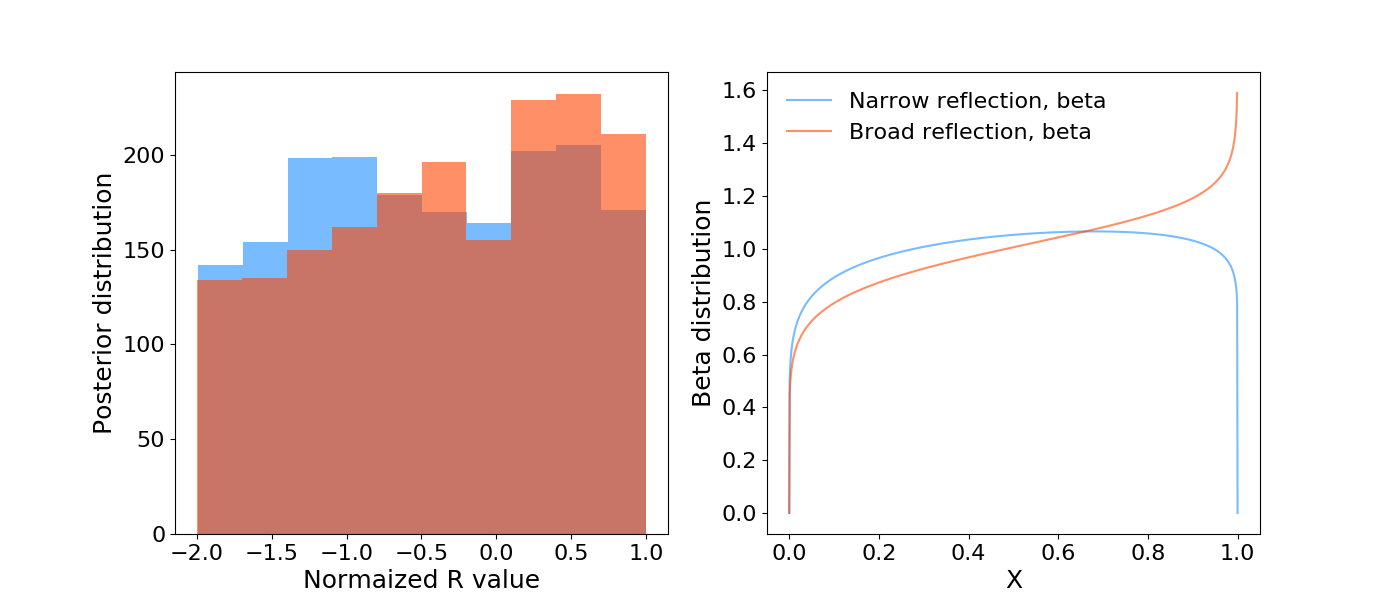 Posterior distribution
200
150
100
50
0
−2.0 −1.5 −1.0 −0.5 0.0 0.5 1.0
Normaized R value
Beta distribution
1.6
1.4
1.2
1.0
0.8
0.6
0.4
0.2
0.0
Narrow reflection, beta
Broad reflection, beta
0.0 0.2 0.4 0.6 0.8 1.0
X